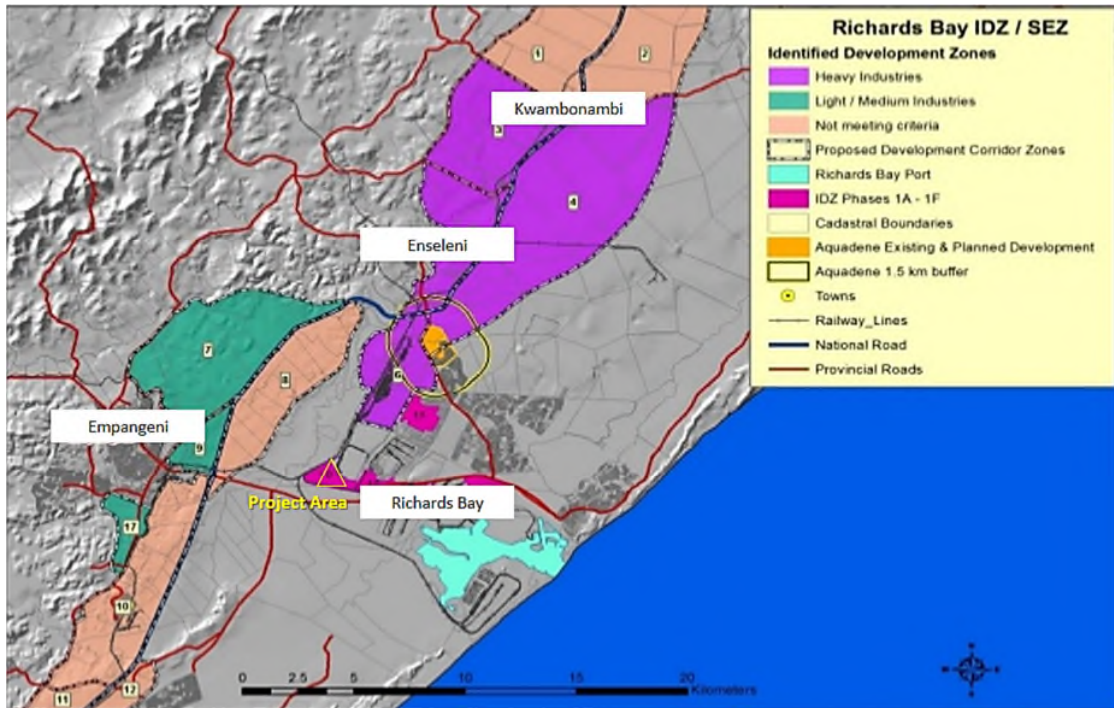 Richards Bay IDZ / SEZ
Identified Development Zones
Heavy Industries
Light / Medium Industries
Not meeting criteria
Proposed Development Corridor Zones
Richards Bay Port
IDZ Phases 1A - 1F
Cadastral Boundaries
Aquadene Existing & Planned Development
Aquadene 1.5 km buffer
Towns
Railway_Lines
National Road
Provincial Roads
1
2
Kwambonambi
3
4
Enseleni
7
8
6
Empangeni
9
Project Area
Richards Bay
17
10
11
12
0 2.5 5 10 15 20
Kilometers